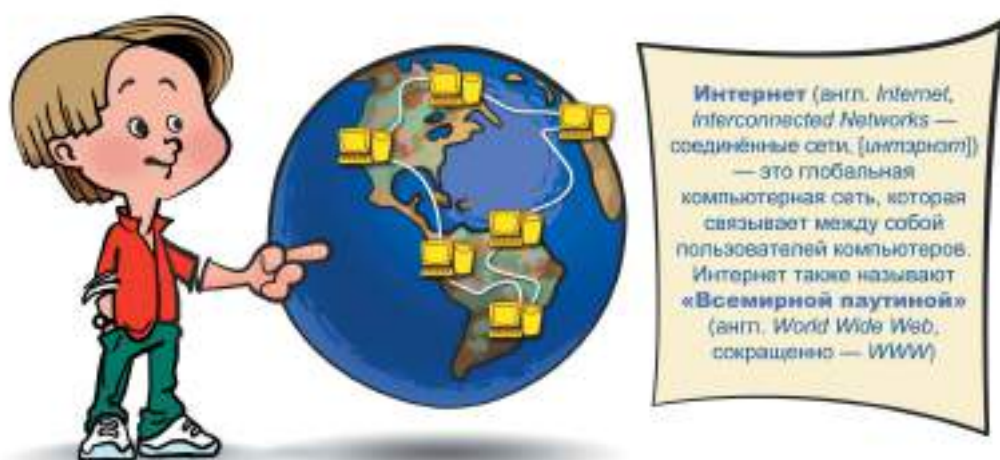 Интернет (англ. Internet,
Interconnected Networks —
соединённые сети, [интэрнэт])
— это глобальная
компьютерная сеть, которая
связывает между собой
пользователей компьютеров.
Интернет также называют
«Всемирной паутиной»
(англ. World Wide Web,
сокращенно — WWW)